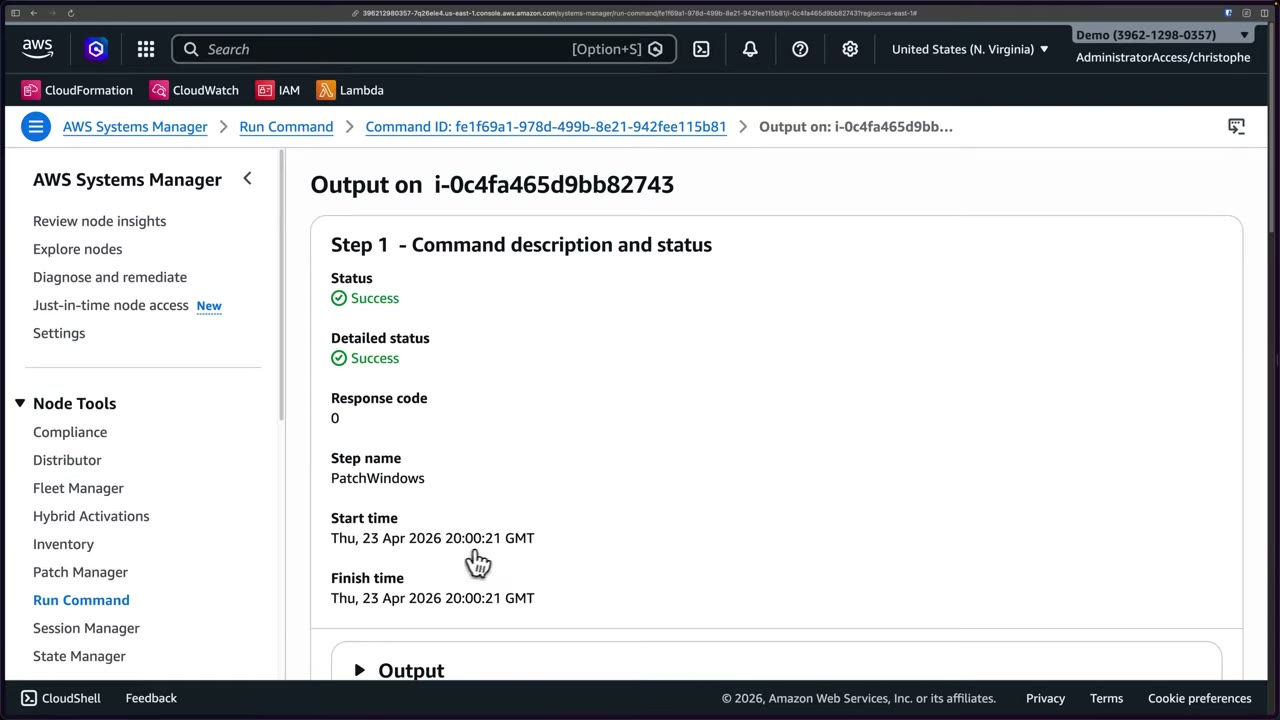 396212980357-7q26ele4.us-east-1.console.aws.amazon.com/systems-manager/run-command/fe1f69a1-978d-499b-8e21-942fee115b81/i-0c4fa465d9bb82743?region=us-east-1#
aws
Search
[Option+S]
United States (N. Virginia)
Demo (3962-1298-0357)
AdministratorAccess/christophe
CloudFormation
CloudWatch
IAM
Lambda
AWS Systems Manager
Run Command
Command ID: fe1f69a1-978d-499b-8e21-942fee115b81
Output on: i-0c4fa465d9bb...
AWS Systems Manager
Review node insights
Explore nodes
Diagnose and remediate
Just-in-time node access New
Settings
Node Tools
Compliance
Distributor
Fleet Manager
Hybrid Activations
Inventory
Patch Manager
Run Command
Session Manager
State Manager
Output on i-0c4fa465d9bb82743
Step 1 - Command description and status
Status
Success
Detailed status
Success
Response code
0
Step name
PatchWindows
Start time
Thu, 23 Apr 2026 20:00:21 GMT
Finish time
Thu, 23 Apr 2026 20:00:21 GMT
Output
CloudShell
Feedback
© 2026, Amazon Web Services, Inc. or its affiliates.
Privacy
Terms
Cookie preferences